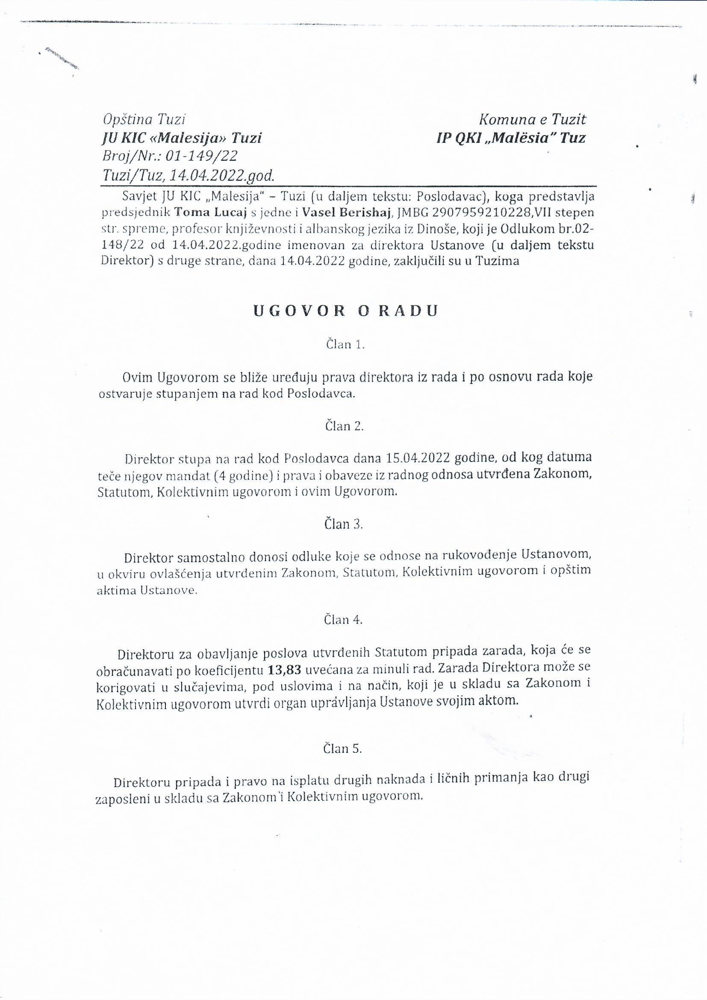 Opština Tuzi
Komuna e Tuzit
JU KIC «Malesija» Tuzi
IP QKI „Malësia” Tuz
Broj/Nr.: 01-149/22
Tuzi/Tuz, 14.04.2022.god.
Savjet JU KIC „Malesija“ – Tuzi (u daljem tekstu: Poslodavac), koga predstavlja
predsjednik Toma Lucaj s jedne i Vasel Berishaj, JMBG 2907959210228,VII stepen
str. spreme, profesor književnosti i albanskog jezika iz Dinoše, koji je Odlukom br.02-
148/22 od 14.04.2022.godine imenovan za direktora Ustanove (u daljem tekstu
Direktor) s druge strane, dana 14.04.2022 godine, zaključili su u Tuzima
UGOVOR O RADU
Član 1.
Ovim Ugovorom se bliže uređuju prava direktora iz rada i po osnovu rada koje
ostvaruje stupanjem na rad kod Poslodavca.
Član 2.
Direktor stupa na rad kod Poslodavca dana 15.04.2022 godine, od kog datuma
teče njegov mandat (4 godine) i prava i obaveze iz radnog odnosa utvrđena Zakonom,
Statutom, Kolektivnim ugovorom i ovim Ugovorom.
Član 3.
Direktor samostalno donosi odluke koje se odnose na rukovođenje Ustanovom,
u okviru ovlašćenja utvrđenim Zakonom, Statutom, Kolektivnim ugovorom i opštim
aktima Ustanove.
Član 4.
Direktoru za obavljanje poslova utvrđenih Statutom pripada zarada, koja će se
obračunavati po koeficijentu 13,83 uvećana za minuli rad. Zarada Direktora može se
korigovati u slučajevima, pod uslovima i na način, koji je u skladu sa Zakonom i
Kolektivnim ugovorom utvrdi organ upravljanja Ustanove svojim aktom.
Član 5.
Direktoru pripada i pravo na isplatu drugih naknada i ličnih primanja kao drugi
zaposleni u skladu sa Zakonom i Kolektivnim ugovorom.